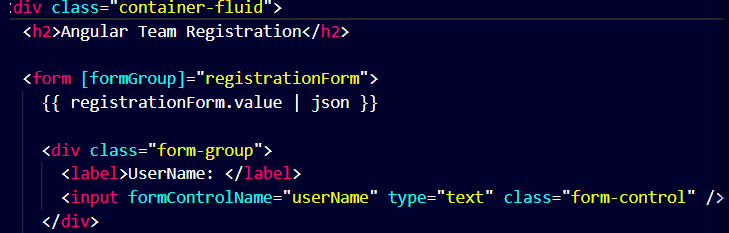 div class="container-fluid">
<h2>Angular Team Registration</h2>
<form [formGroup]="registrationForm">
{{ registrationForm.value | json }}
<div class="form-group">
<label>UserName: </label>
<input formControlName="userName" type="text" class="form-control" />
</div>